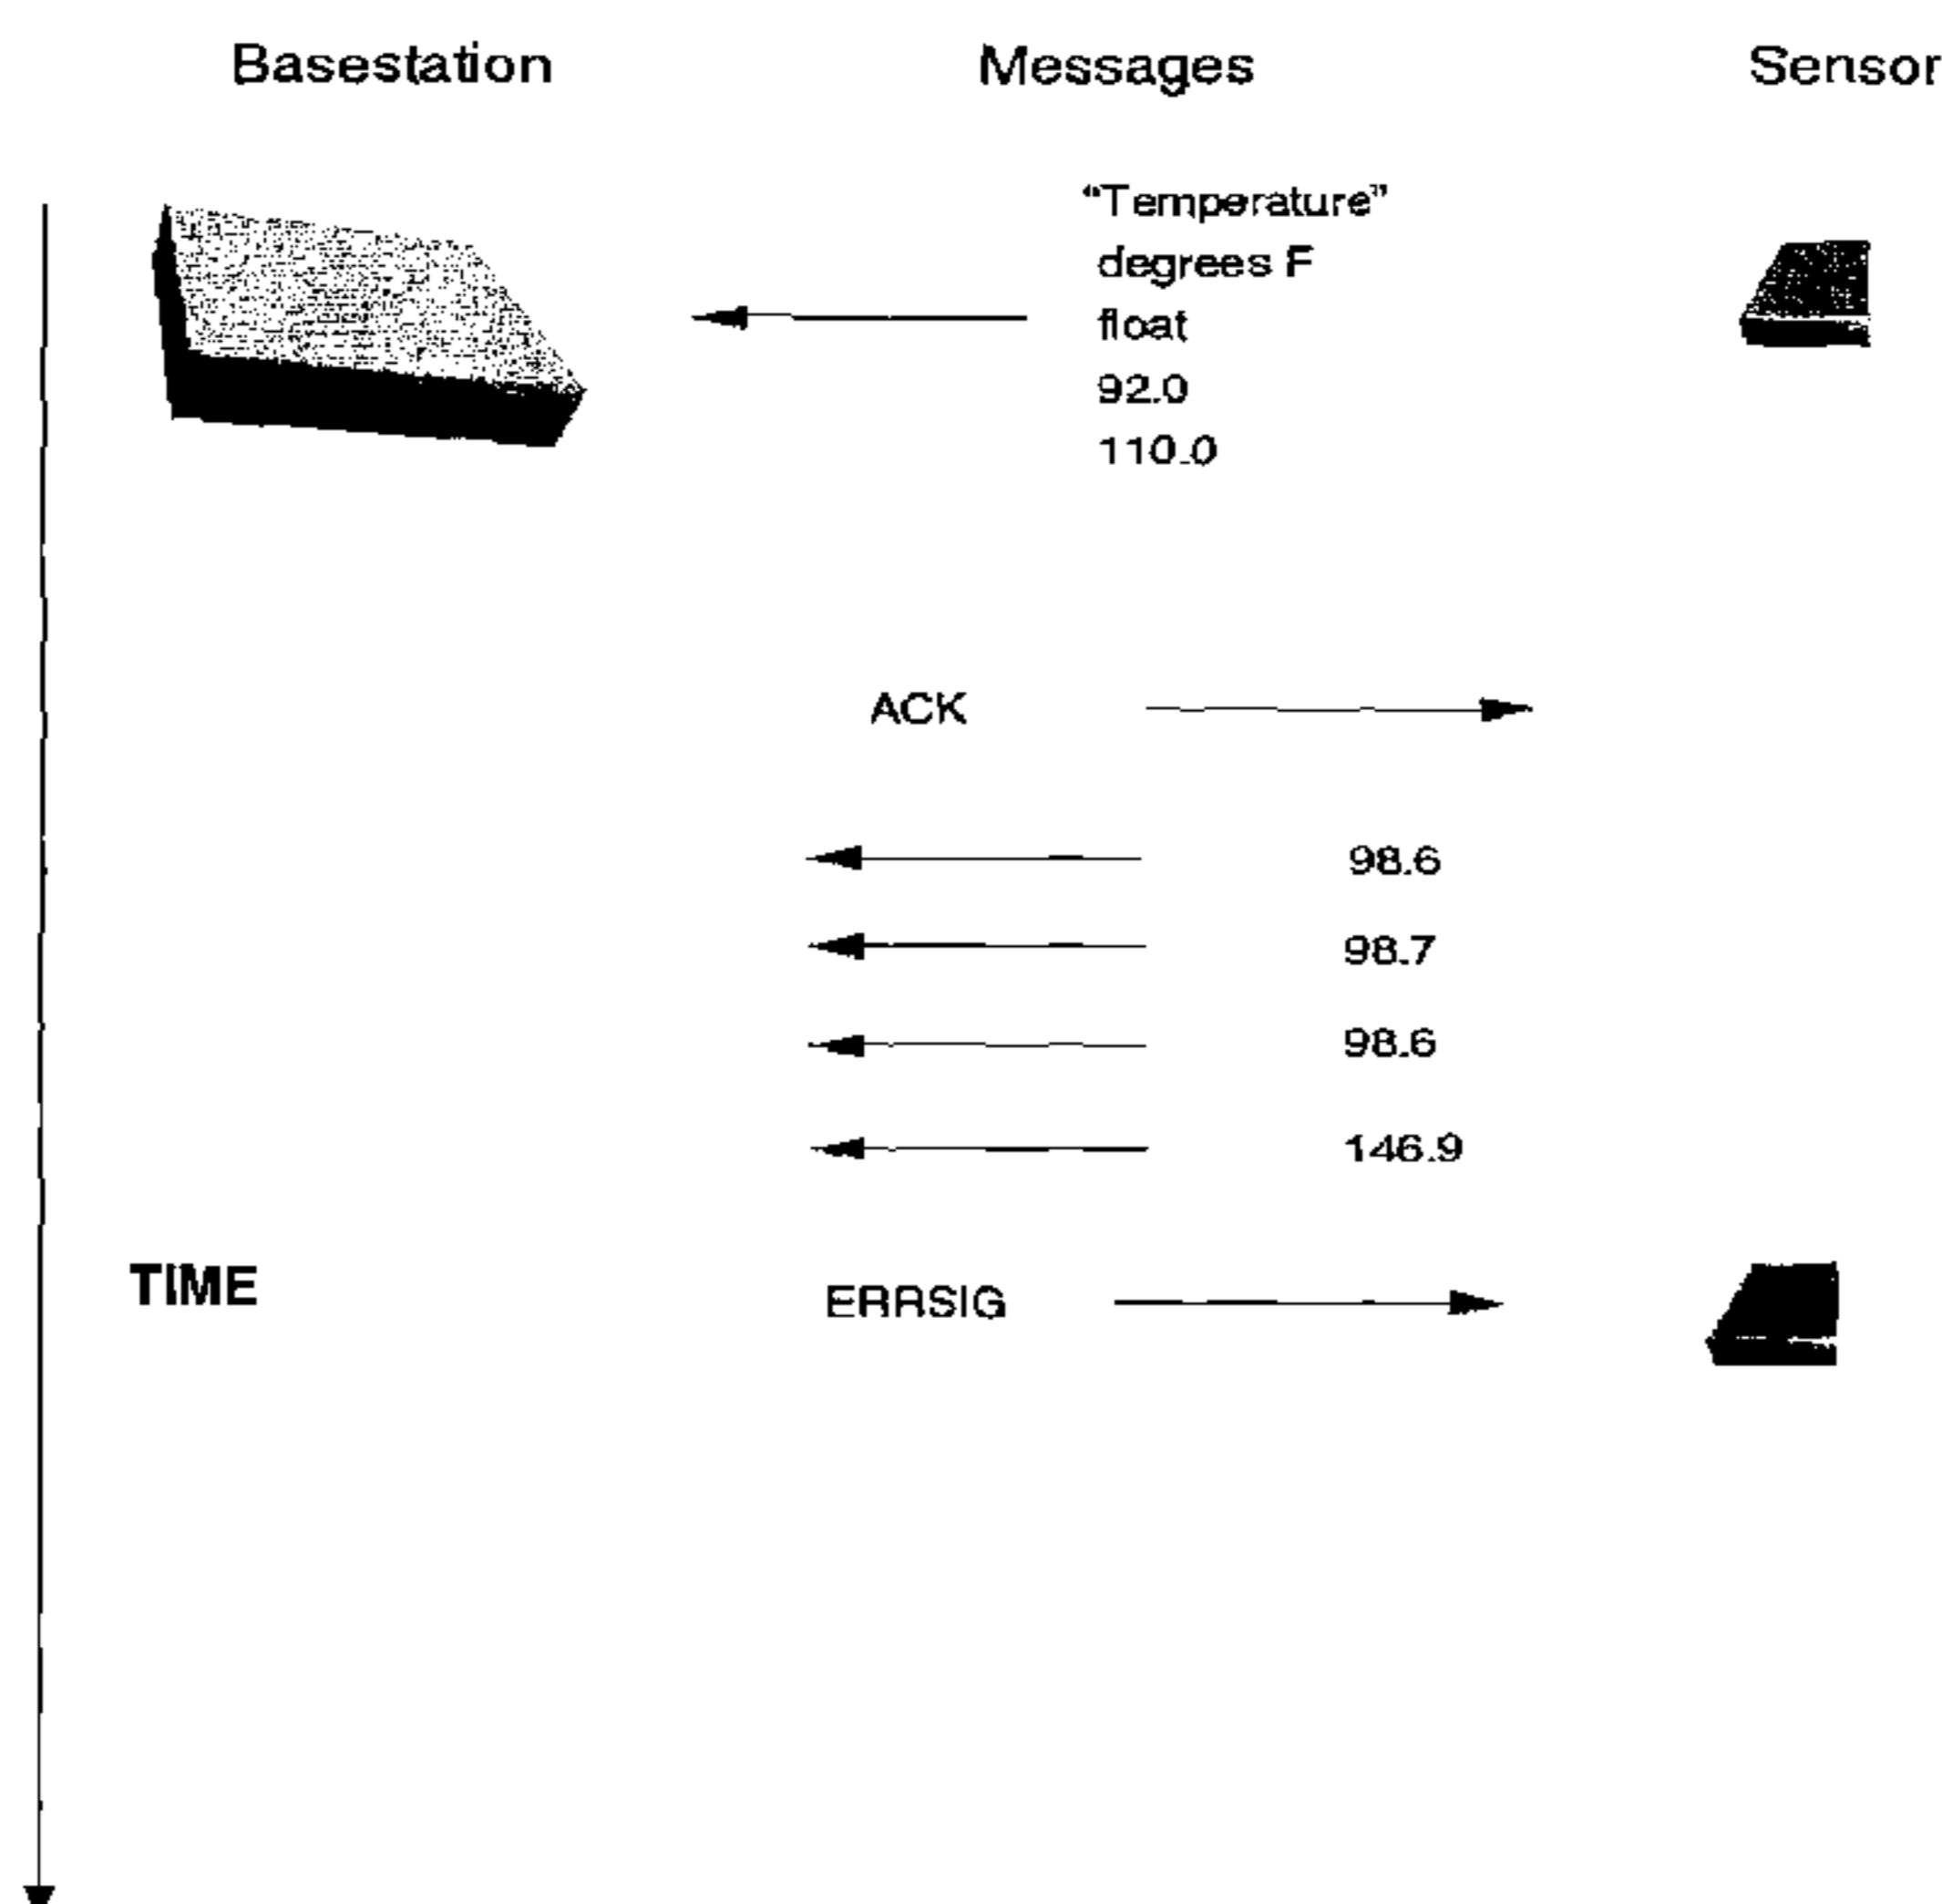 Basestation Messages Sensor
“Temperature”
degrees F
float
92.0
110.0
ACK
98.6
98.7
98.6
146.9
TIME ERRSIG